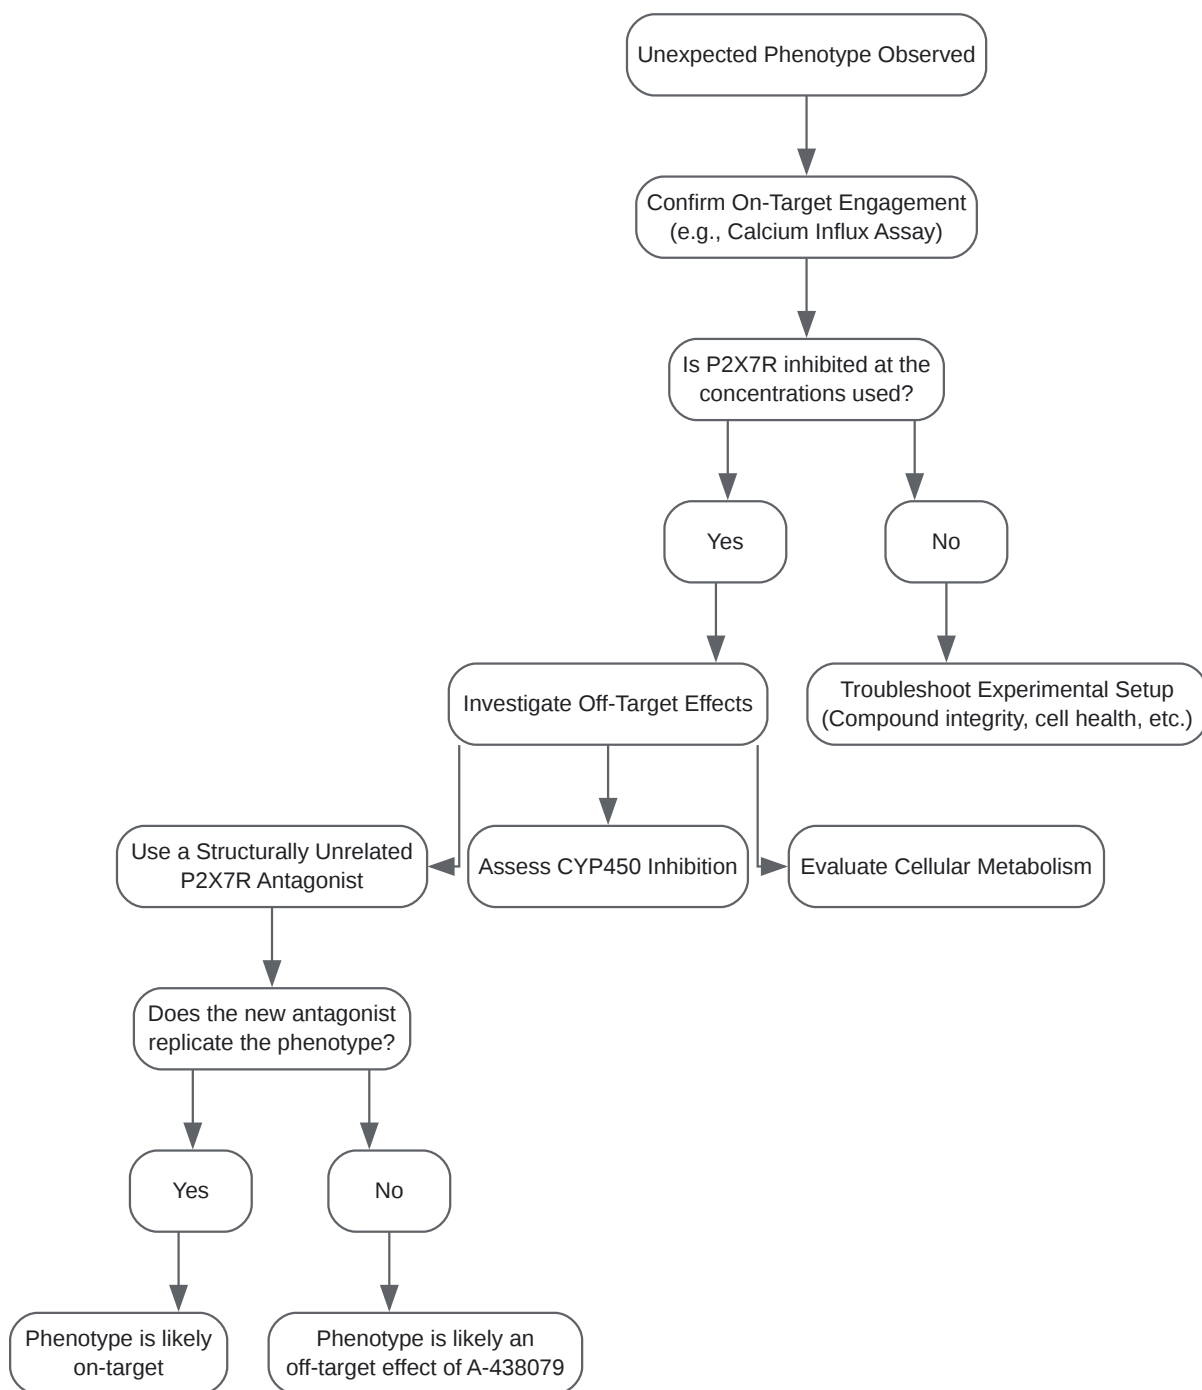 Unexpected Phenotype Observed
Confirm On-Target Engagement
(e.g., Calcium Influx Assay)
Is P2X7R inhibited at the
concentrations used?
Yes
No
Investigate Off-Target Effects
Troubleshoot Experimental Setup
(Compound integrity, cell health, etc.)
Use a Structurally Unrelated
P2X7R Antagonist
Assess CYP450 Inhibition
Evaluate Cellular Metabolism
Does the new antagonist
replicate the phenotype?
Yes
No
Phenotype is likely
on-target
Phenotype is likely an
off-target effect of A-438079